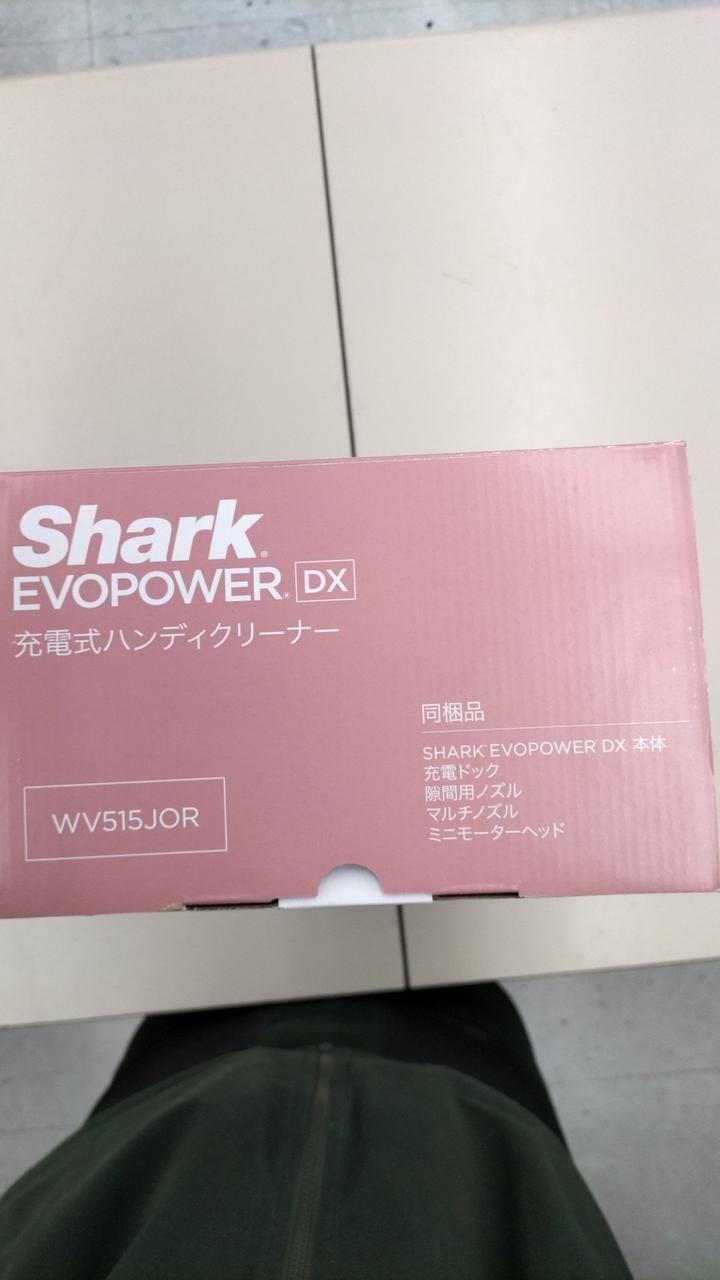 Shark®
EVOPOWER® DX
充電式ハンディクリーナー
同梱品
SHARK® EVOPOWER® DX 本体
充電ドック
隙間用ノズル
マルチノズル
ミニモーターヘッド
WV515JOR